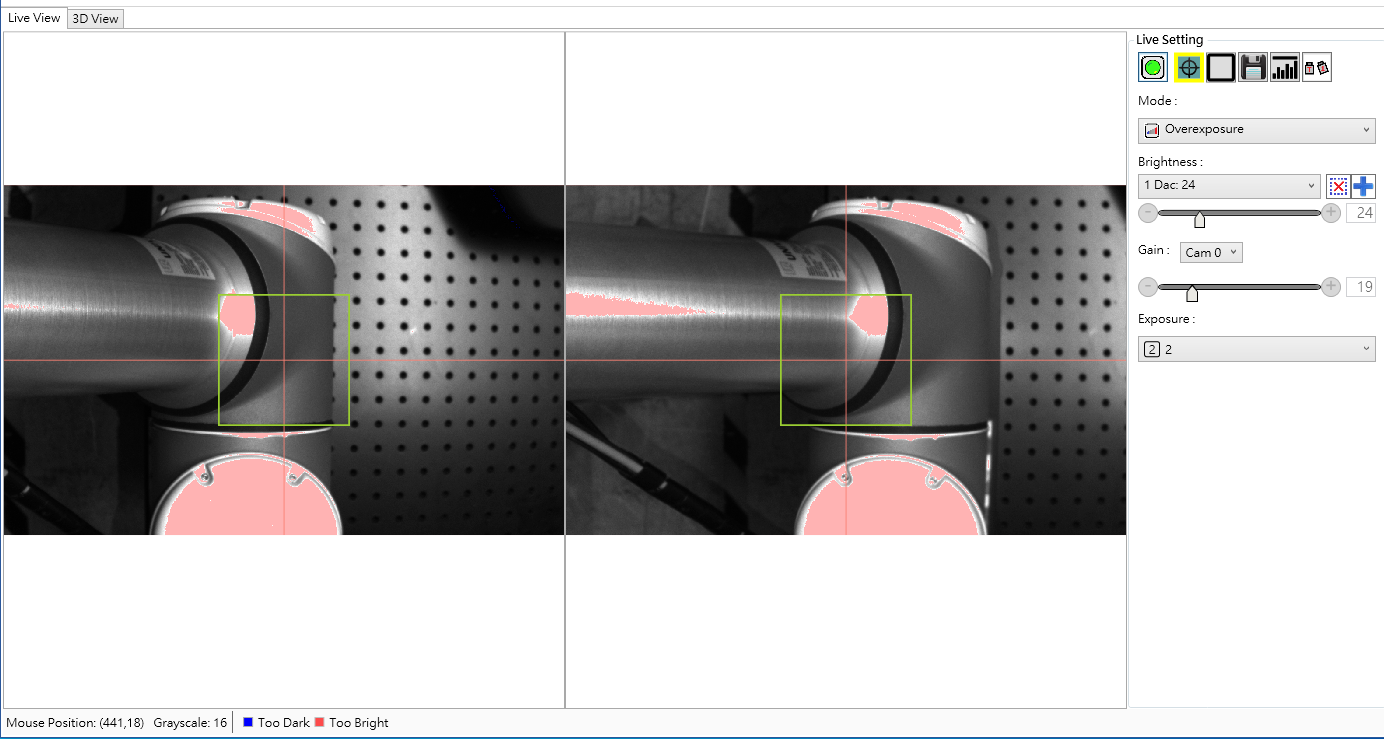 Live View
3D View
Live Setting
Mode :
Overexposure
Brightness :
1 Dac: 24
24
Gain :
Cam 0
19
Exposure :
2 2
Mouse Position: (441,18) Grayscale: 16
Too Dark
Too Bright